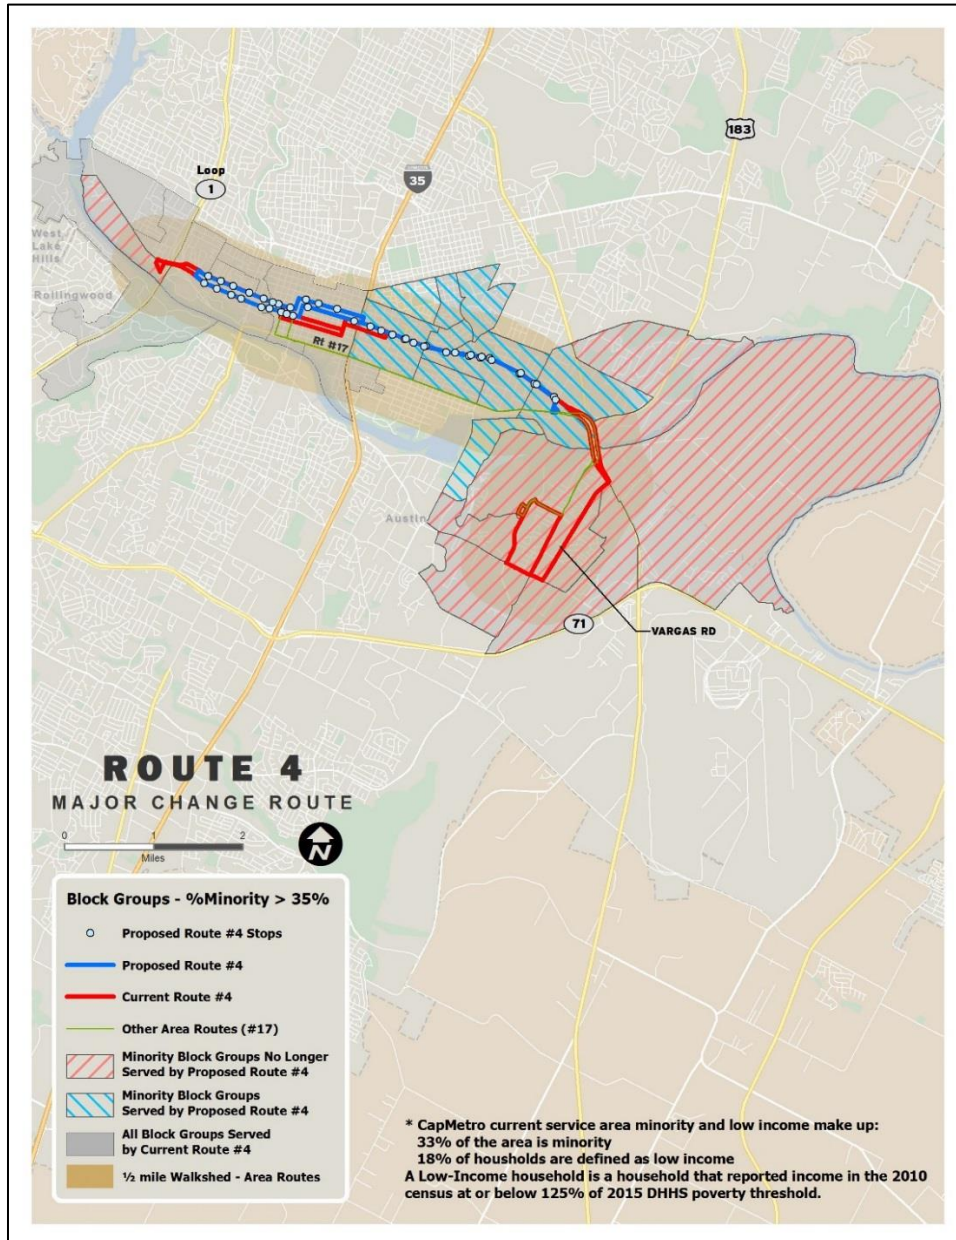 183
Loop
1
35
West
Lake
Hills
Rollingwood
Rt #17
Austin
71
VARGAS RD
ROUTE 4
MAJOR CHANGE ROUTE
0 1 2
Miles
N
Block Groups - %Minority > 35%
Proposed Route #4 Stops
Proposed Route #4
Current Route #4
Other Area Routes (#17)
Minority Block Groups No Longer
Served by Proposed Route #4
Minority Block Groups
Served by Proposed Route #4
All Block Groups Served
by Current Route #4
½ mile Walkshed - Area Routes
* CapMetro current service area minority and low income make up:
33% of the area is minority
18% of housholds are defined as low income
A Low-Income household is a household that reported income in the 2010
census at or below 125% of 2015 DHHS poverty threshold.